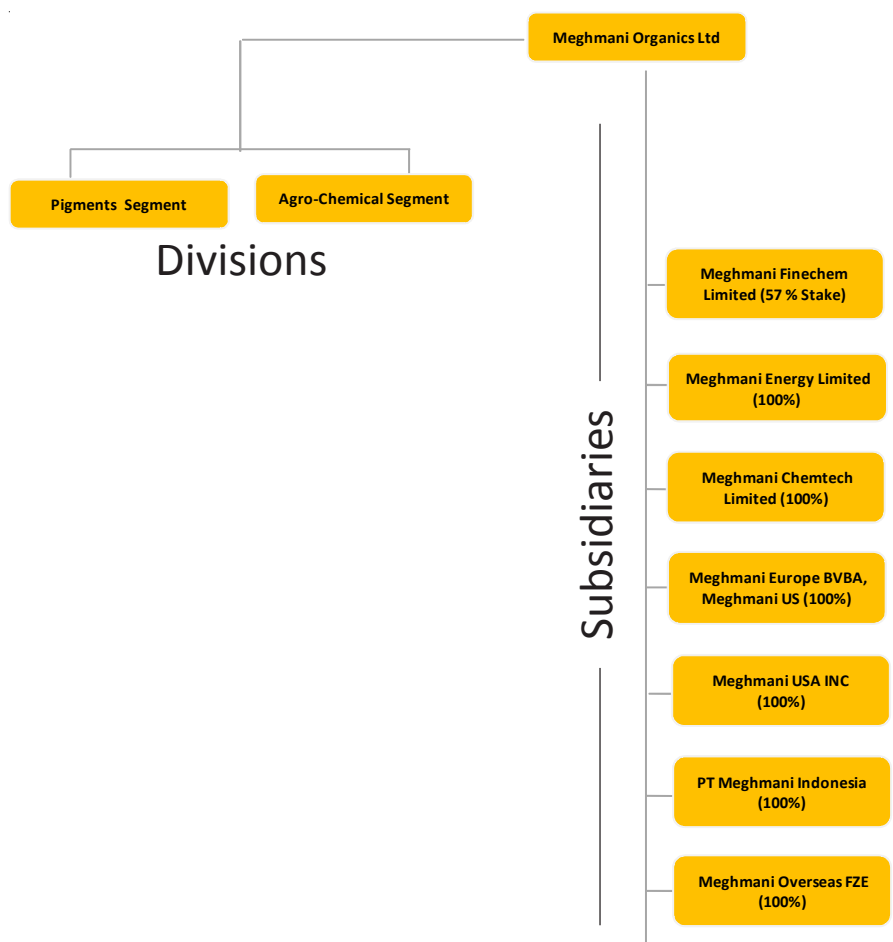 Meghmani Organics Ltd
Pigments Segment
Agro-Chemical Segment
Divisions
Subsidiaries
Meghmani Finechem
Limited (57 % Stake)
Meghmani Energy Limited
(100%)
Meghmani Chemtech
Limited (100%)
Meghmani Europe BVBA,
Meghmani US (100%)
Meghmani USA INC
(100%)
PT Meghmani Indonesia
(100%)
Meghmani Overseas FZE
(100%)